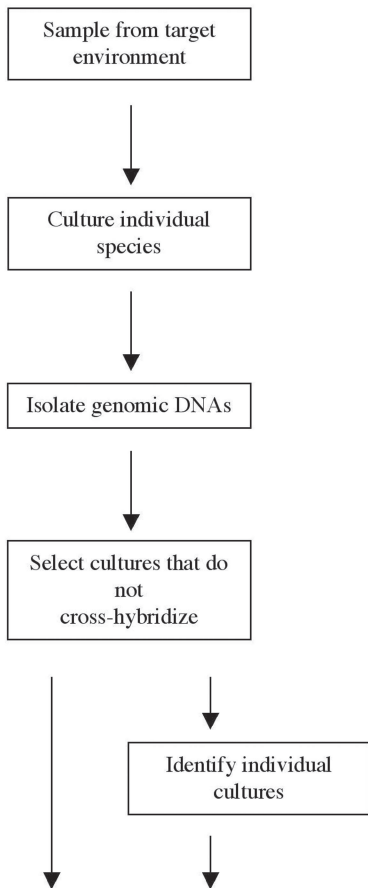 Sample from target
environment
Culture individual
species
Isolate genomic DNAs
Select cultures that do
not
cross-hybridize
Identify individual
cultures